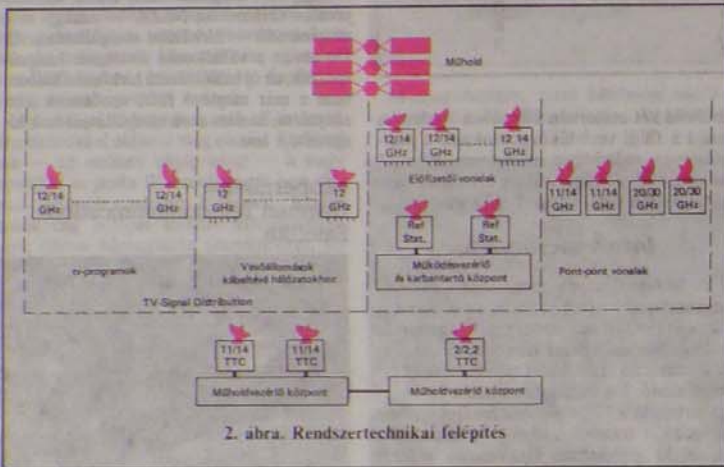 Műhold
12/14 GHz
12/14 GHz
12 GHz
12 GHz
12/14 GHz
12/14 GHz
12/14 GHz
Előfizetői vonalak
11/14 GHz
11/14 GHz
20/30 GHz
20/30 GHz
Ref Stat.
Ref Stat.
tv-programok
Vevőállomások
kábeltévé hálózatokhoz
Működésvezérlő
és karbantartó központ
Pont-pont vonalak
TV-Signal Distribution
11/14 TTC
11/14 TTC
2/2,2 TTC
Műholdvezérlő központ
Műholdvezérlő központ
2. ábra. Rendszertechnikai felépítés